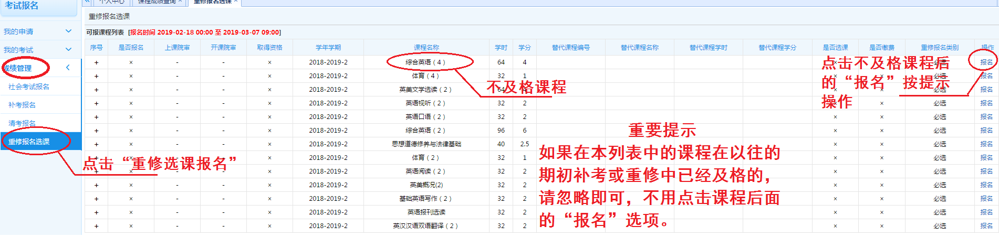 考试报名
个人中心 课程成绩查询 × 重修报名选课 ×
我的申请
我的考试
成绩管理
社会考试报名
补考报名
清考报名
重修报名选课
重修报名选课
可报课程列表 [报名时间 2019-02-18 00:00 至 2019-03-07 09:00]
序号 是否报名 上课院审 开课院审 取得资格 学年学期 课程名称 学时 学分 替代课程编号 替代课程名称 替代课程学时 替代课程学分 是否选课 是否缴费 重修报名类别 操作
+ × - - × 2018-2019-2 综合英语（4） 64 4 × × 必选 报名
+ × - - × 2018-2019-2 体育（4） 32 1 必选 报名
+ × - - × 2018-2019-2 英美文学选读（2） 64 必选 报名
+ × - - × 2018-2019-2 英语视听（2） 32 2 × × 必选 报名
+ × - - × 2018-2019-2 英语口语（2） 32 2 × × 必选 报名
+ × - - × 2018-2019-2 综合英语（2） 96 6 × × 必选 报名
+ × - - × 2018-2019-2 思想道德修养与法律基础 40 2.5 × × 必选 报名
+ × - - × 2018-2019-2 体育（2） 32 1 × × 必选 报名
+ × - - × 2018-2019-2 英语阅读（2） 32 2 × × 必选 报名
+ × - - × 2018-2019-2 英美概况(2) 32 2 × × 必选 报名
+ × - - × 2018-2019-2 基础英语写作（2） 32 2 × × 必选 报名
+ × - - × 2018-2019-2 英语报刊选读 32 2 × × 必选 报名
+ × - - × 2018-2019-2 英汉汉语双语翻译（2） 32 2 × × 必选 报名
不及格课程
点击不及格课程后
的“报名”按提示
操作
点击“重修选课报名”
重要提示
如果在本列表中的课程在以往的
期初补考或重修中已经及格的，
请忽略即可，不用点击课程后面
的“报名”选项。